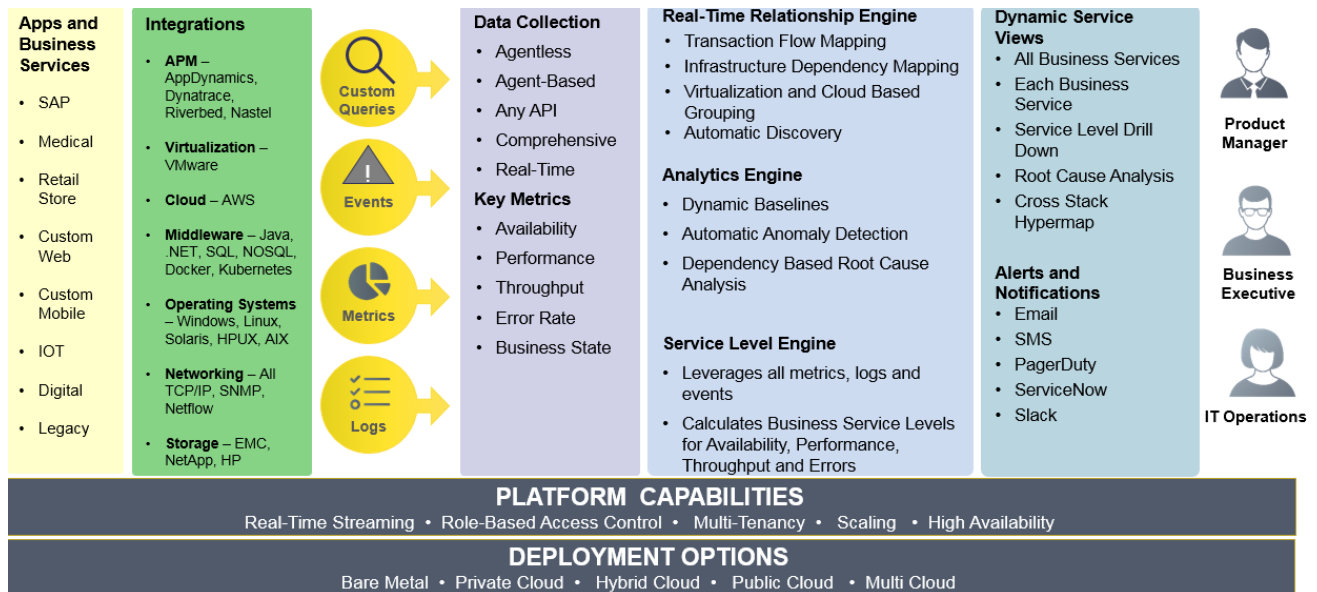 Apps and
Business
Services
• SAP
• Medical
• Retail
Store
• Custom
Web
• Custom
Mobile
• IOT
• Digital
• Legacy
Integrations
• APM –
AppDynamics,
Dynatrace,
Riverbed, Nastel
• Virtualization –
VMware
• Cloud – AWS
• Middleware – Java,
.NET, SQL, NOSQL,
Docker, Kubernetes
• Operating Systems
– Windows, Linux,
Solaris, HPUX, AIX
• Networking – All
TCP/IP, SNMP,
Netflow
• Storage – EMC,
NetApp, HP
Custom
Queries
!
Events
Metrics
Logs
Data Collection
• Agentless
• Agent-Based
• Any API
• Comprehensive
• Real-Time
Key Metrics
• Availability
• Performance
• Throughput
• Error Rate
• Business State
Real-Time Relationship Engine
• Transaction Flow Mapping
• Infrastructure Dependency Mapping
• Virtualization and Cloud Based
Grouping
• Automatic Discovery
Analytics Engine
• Dynamic Baselines
• Automatic Anomaly Detection
• Dependency Based Root Cause
Analysis
Service Level Engine
• Leverages all metrics, logs and
events
• Calculates Business Service Levels
for Availability, Performance,
Throughput and Errors
Dynamic Service
Views
• All Business Services
• Each Business
Service
• Service Level Drill
Down
• Root Cause Analysis
• Cross Stack
Hypermap
Alerts and
Notifications
• Email
• SMS
• PagerDuty
• ServiceNow
• Slack
Product
Manager
Business
Executive
IT Operations
PLATFORM CAPABILITIES
Real-Time Streaming • Role-Based Access Control • Multi-Tenancy • Scaling • High Availability
DEPLOYMENT OPTIONS
Bare Metal • Private Cloud • Hybrid Cloud • Public Cloud • Multi Cloud